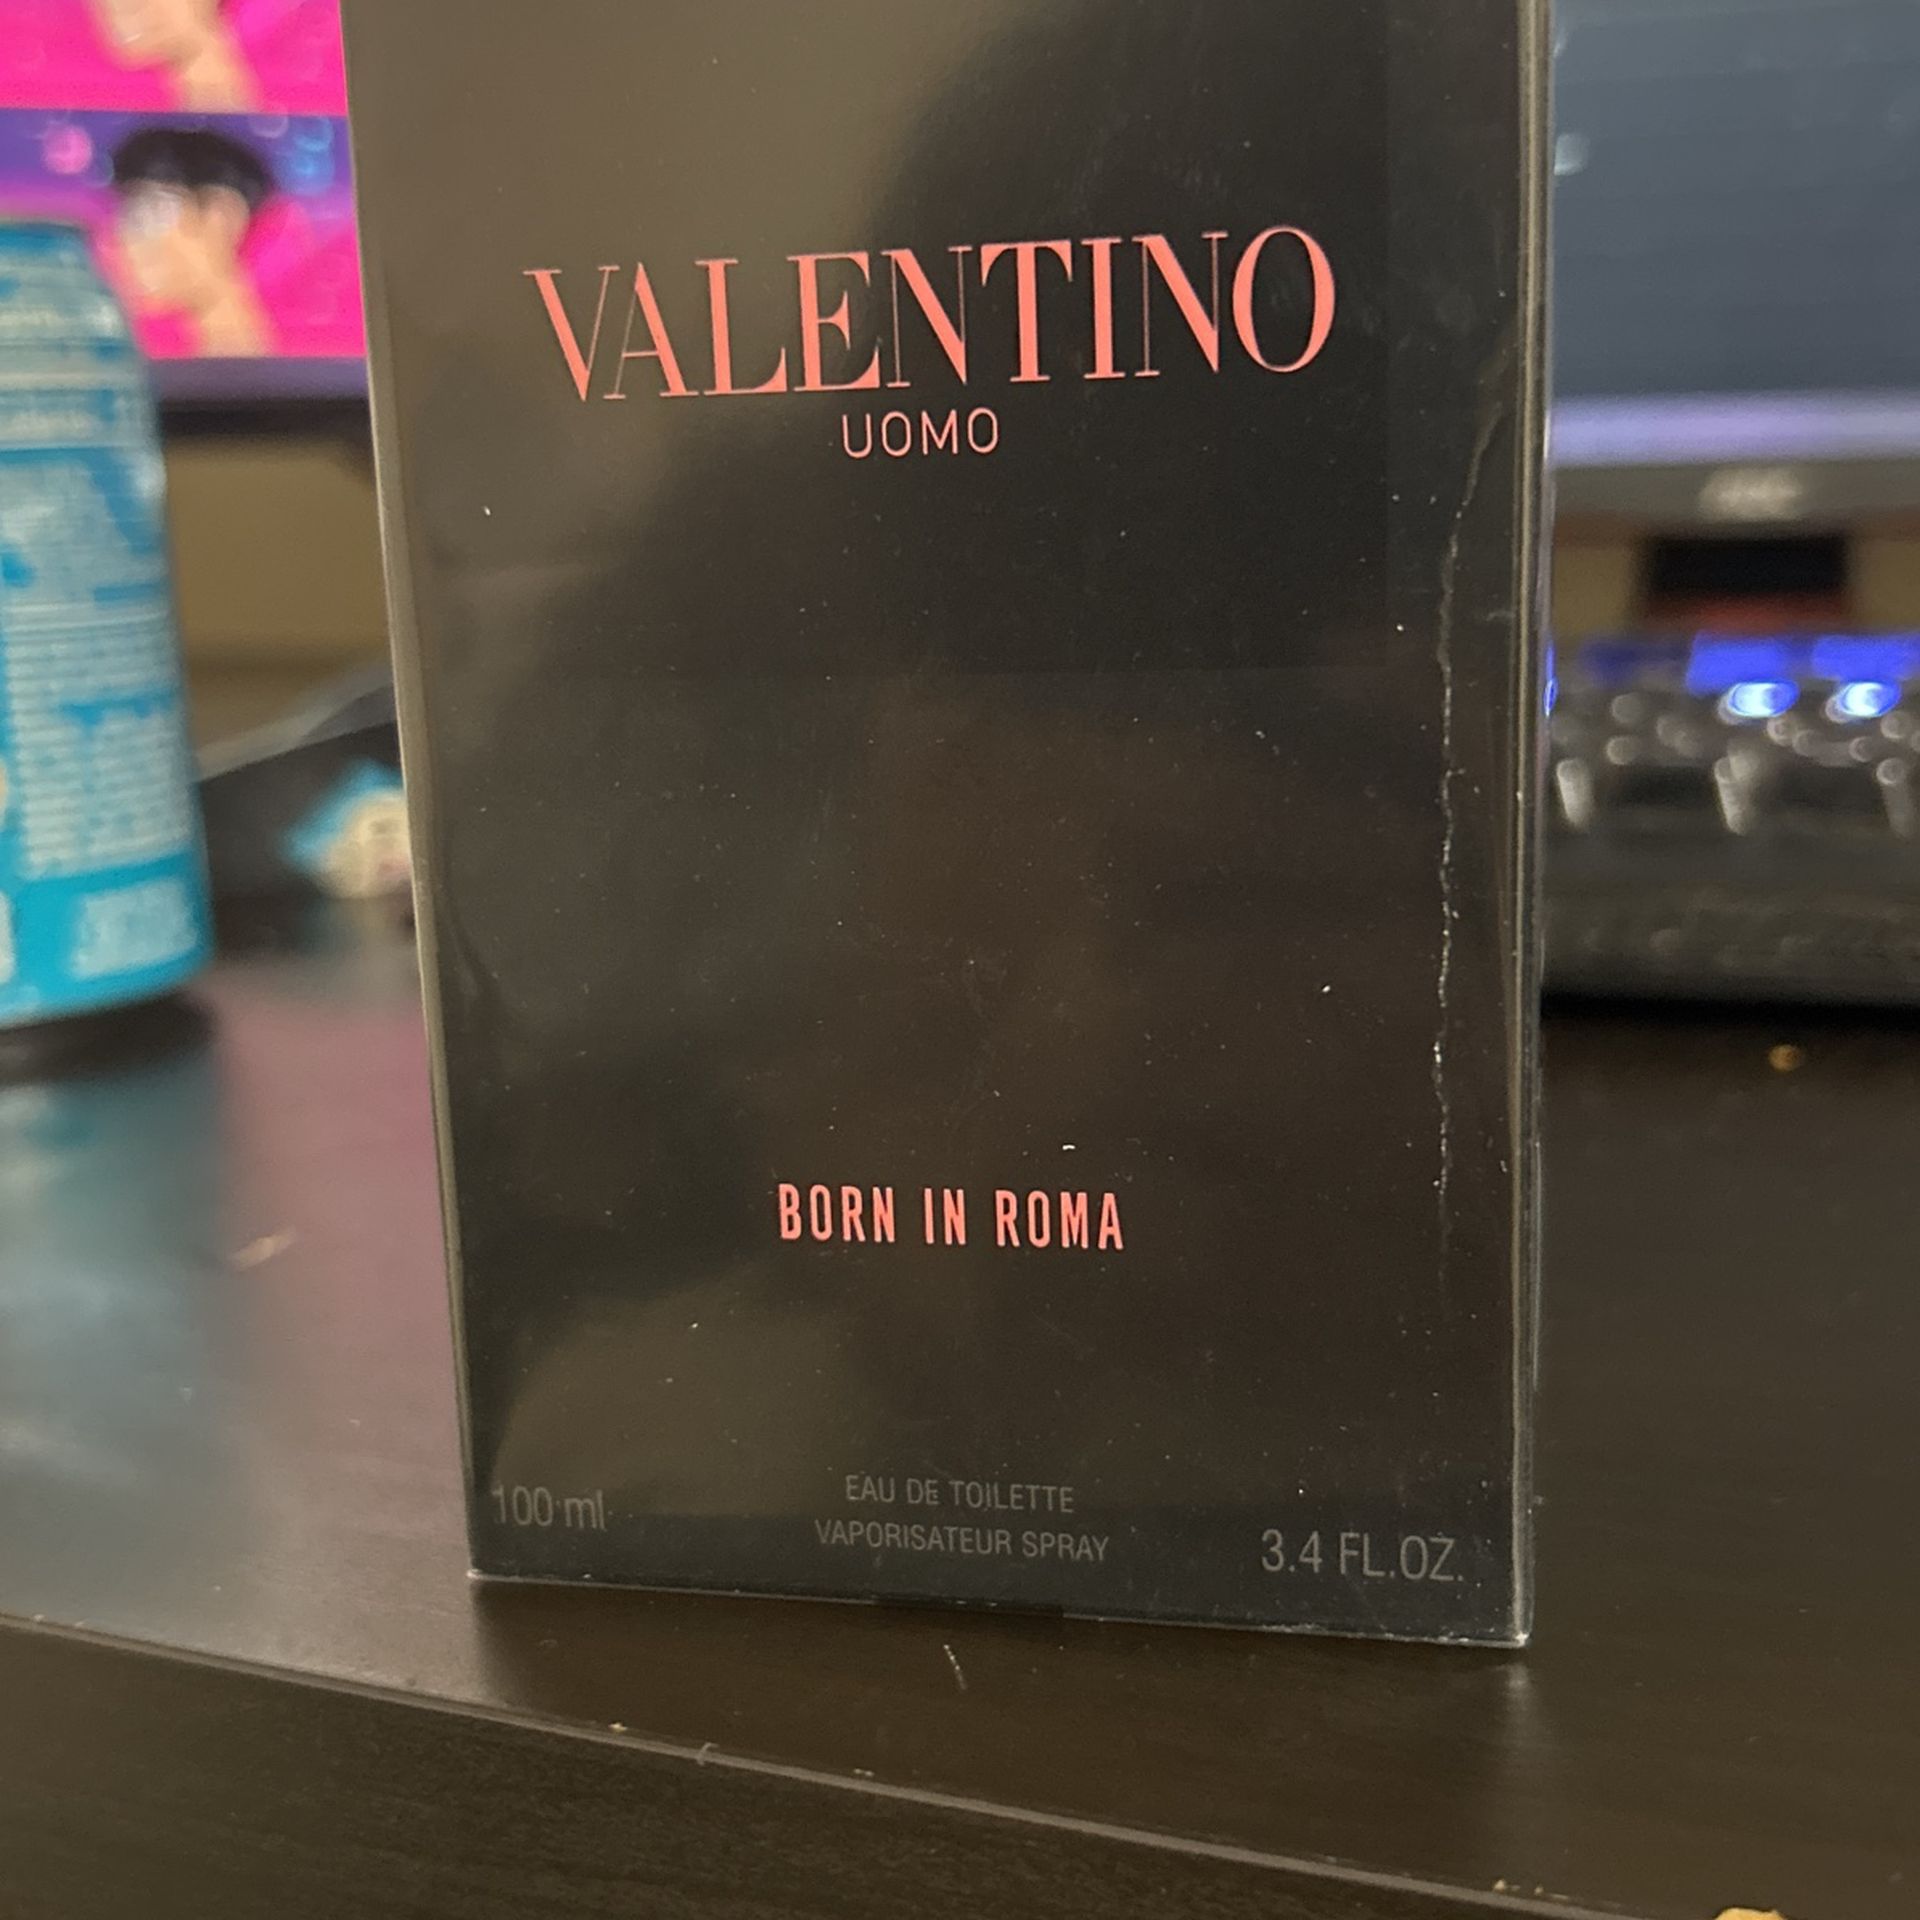 VALENTINO
UOMO
BORN IN ROMA
EAU DE TOILETTE
100 ml VAPORISATEUR SPRAY 3.4 FL.OZ.